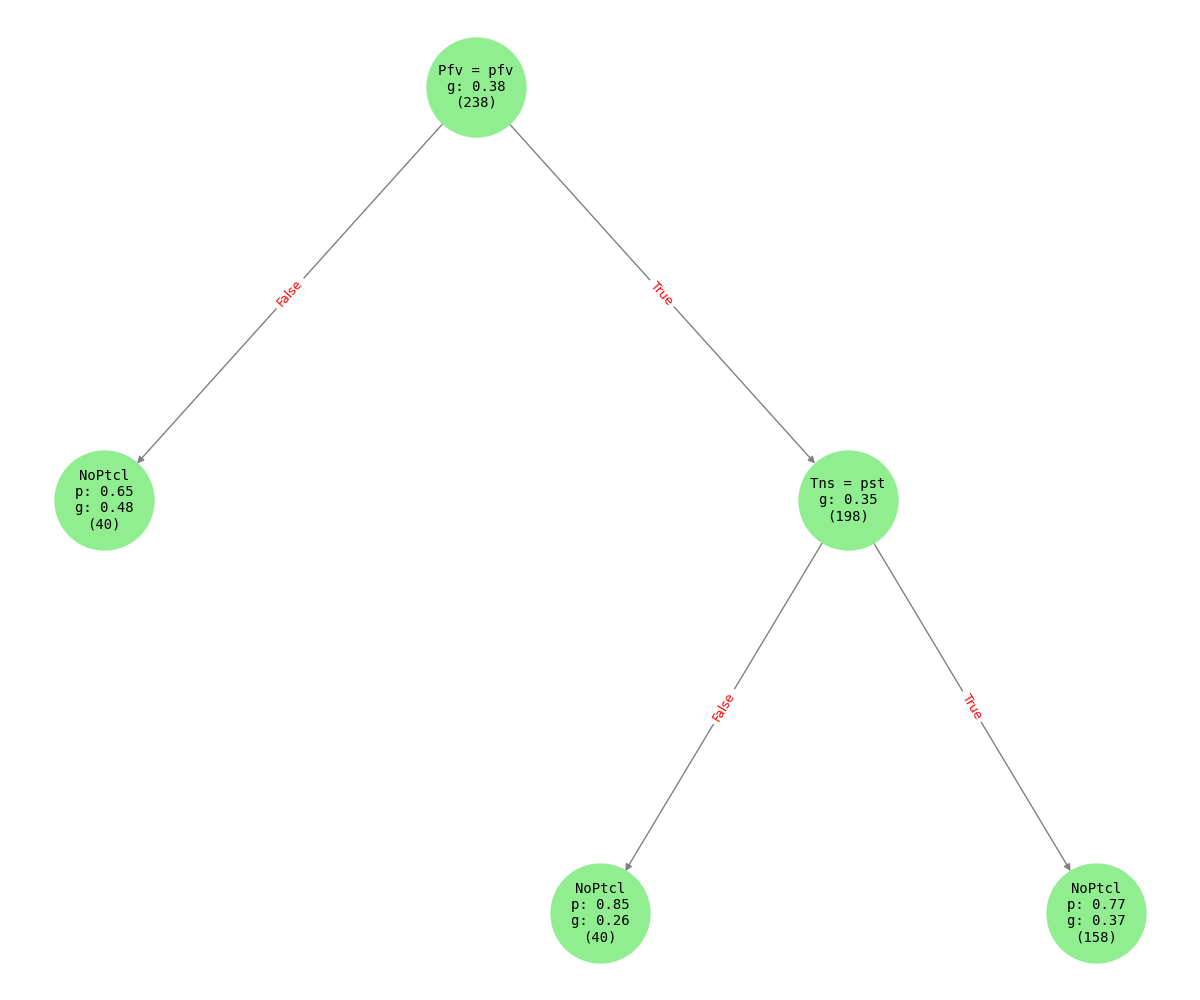 Pfv = pfv
g: 0.38
(238)
False
True
NoPtcl
p: 0.65
g: 0.48
(40)
Tns = pst
g: 0.35
(198)
False
True
NoPtcl
p: 0.85
g: 0.26
(40)
NoPtcl
p: 0.77
g: 0.37
(158)